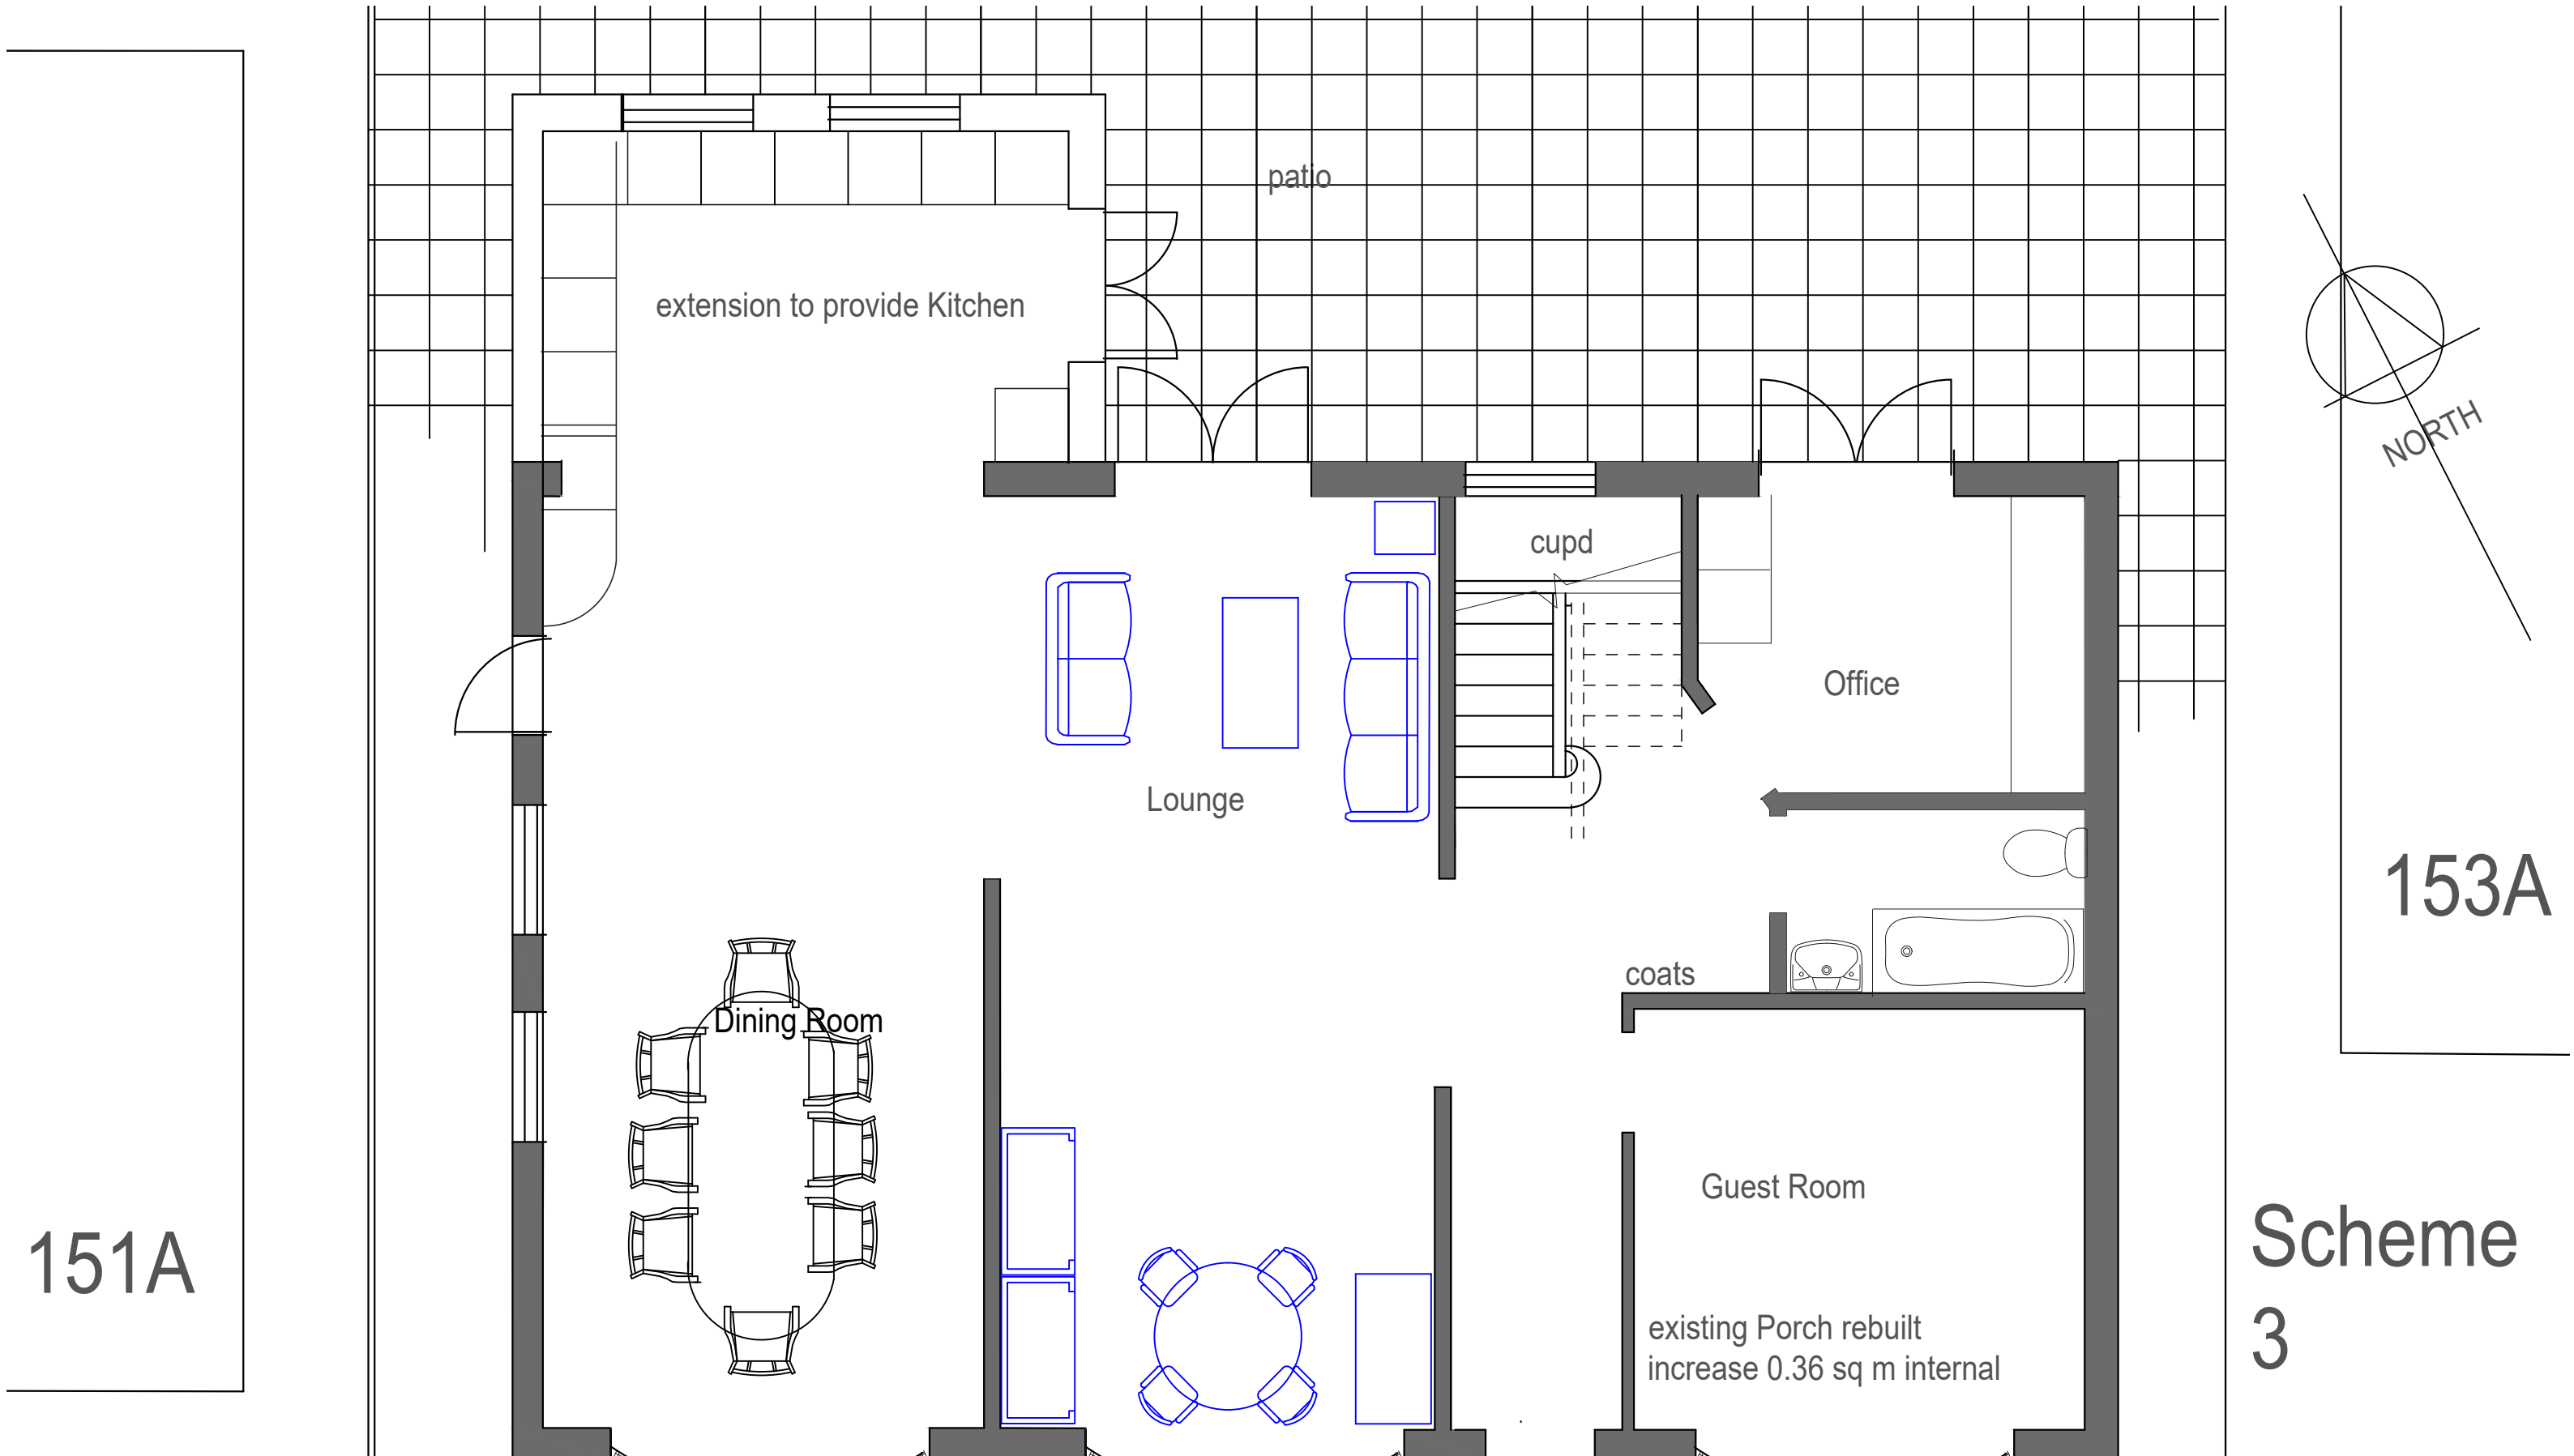 patio
extension to provide Kitchen
NORTH
cupd
Office
Lounge
153A
coats
Dining Room
Guest Room
151A
Scheme
3
existing Porch rebuilt
increase 0.36 sq m internal